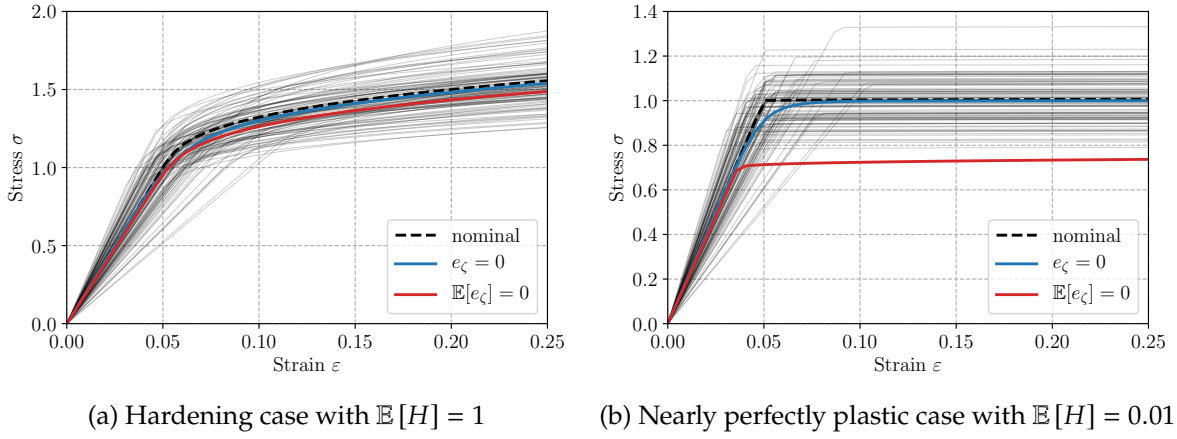 2.0
1.5
1.0
0.5
0.0
Stress σ
0.00 0.05 0.10 0.15 0.20 0.25
Strain ε
nominal
e_ζ = 0
𝔼[e_ζ] = 0
(a) Hardening case with 𝔼 [H] = 1
1.4
1.2
1.0
0.8
0.6
0.4
0.2
0.0
Stress σ
0.00 0.05 0.10 0.15 0.20 0.25
Strain ε
nominal
e_ζ = 0
𝔼[e_ζ] = 0
(b) Nearly perfectly plastic case with 𝔼 [H] = 0.01